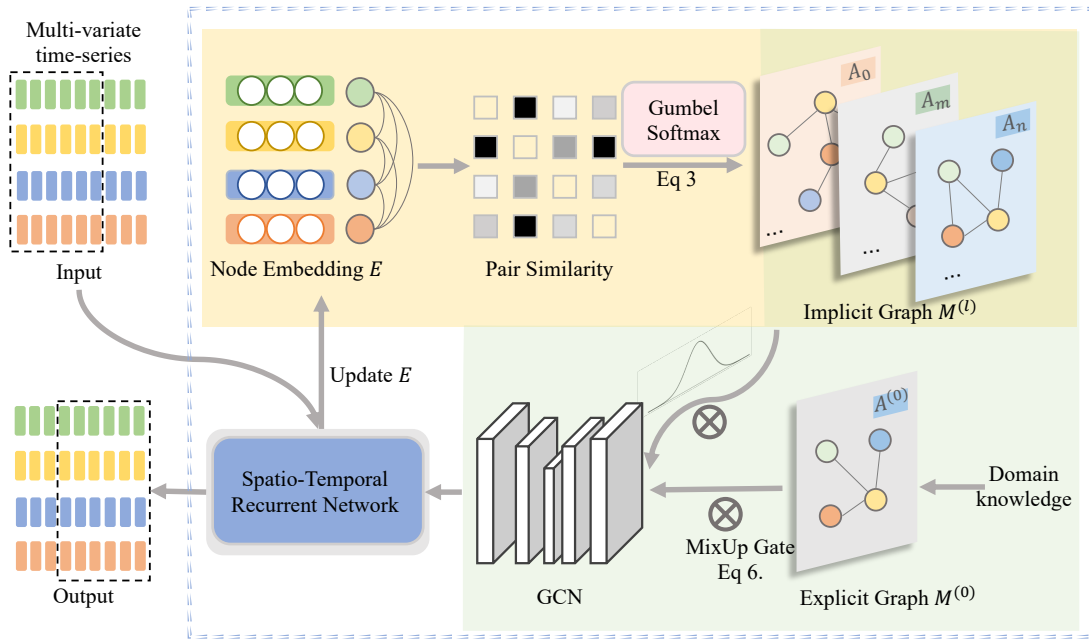 Multi-variate
time-series
Input
Node Embedding E
Pair Similarity
Gumbel
Softmax
Eq 3
A₀
...
Aₘ
...
Aₙ
...
Implicit Graph M⁽ˡ⁾
Update E
Spatio-Temporal
Recurrent Network
Output
GCN
MixUp Gate
Eq 6.
A⁽⁰⁾
Explicit Graph M⁽⁰⁾
Domain
knowledge